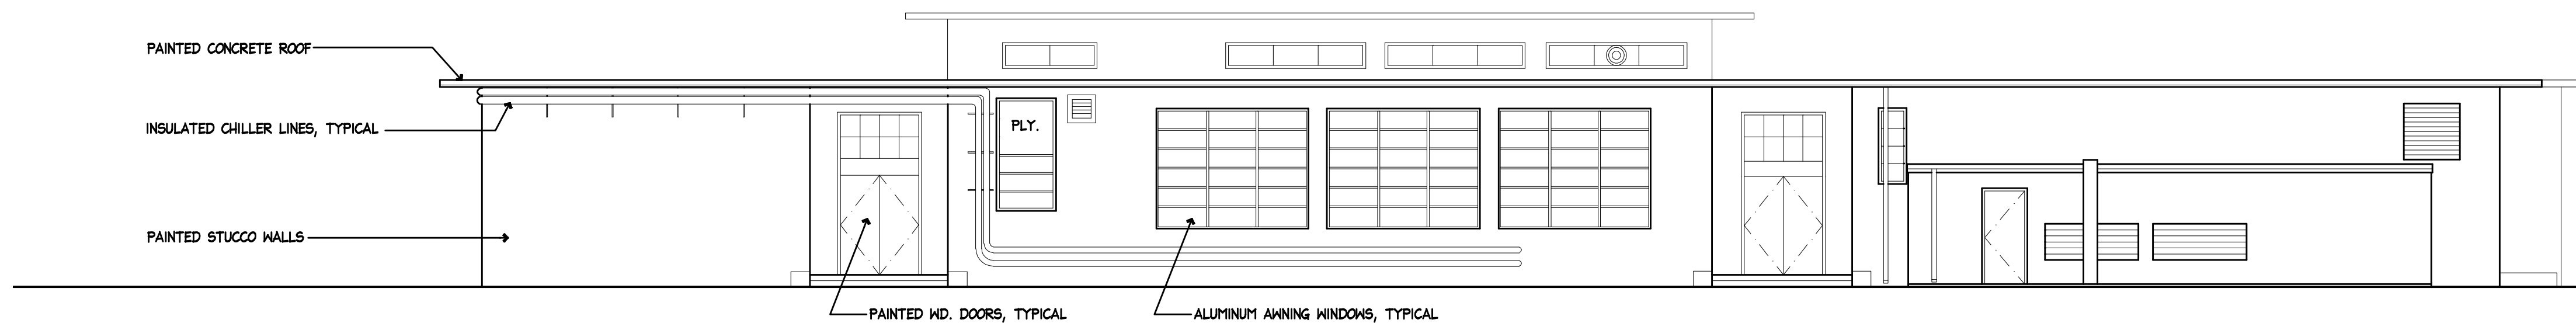 PAINTED CONCRETE ROOF
PLY.
INSULATED CHILLER LINES, TYPICAL
PAINTED STUCCO WALLS
PAINTED WD. DOORS, TYPICAL
ALUMINUM AWNING WINDOWS, TYPICAL